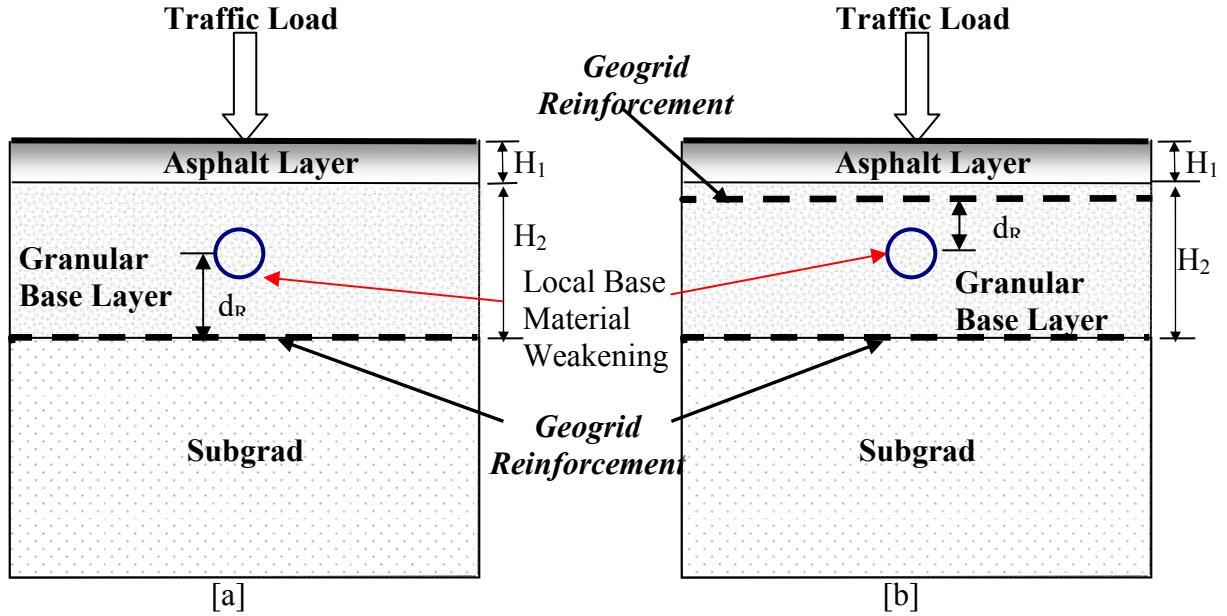 Traffic Load
Asphalt Layer
H1
H2
Granular
Base Layer
dR
Subgrad
[a]
Geogrid
Reinforcement
Local Base
Material
Weakening
Geogrid
Reinforcement
Traffic Load
Asphalt Layer
H1
dR
H2
Granular
Base Layer
Subgrad
[b]